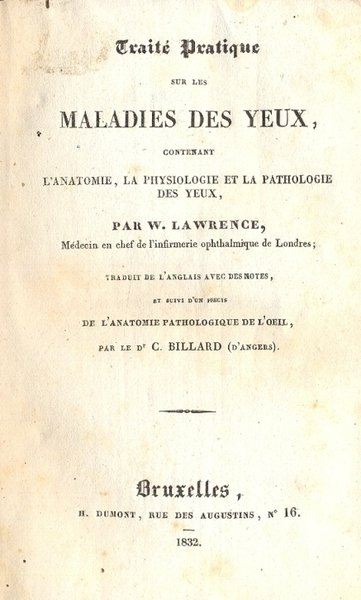 Traité Pratique
SUR LES
MALADIES DES YEUX,
CONTENANT
L'ANATOMIE, LA PHYSIOLOGIE ET LA PATHOLOGIE
DES YEUX,
PAR W. LAWRENCE,
Médecin en chef de l'infirmerie ophthalmique de Londres;
TRADUIT DE L'ANGLAIS AVEC DES NOTES,
ET SUIVI D'UN PRÉCIS
DE L'ANATOMIE PATHOLOGIQUE DE L'OEIL,
PAR LE Dr C. BILLARD (D'ANGERS).
Bruxelles,
H. DUMONT, RUE DES AUGUSTINS, N° 16.
1832.